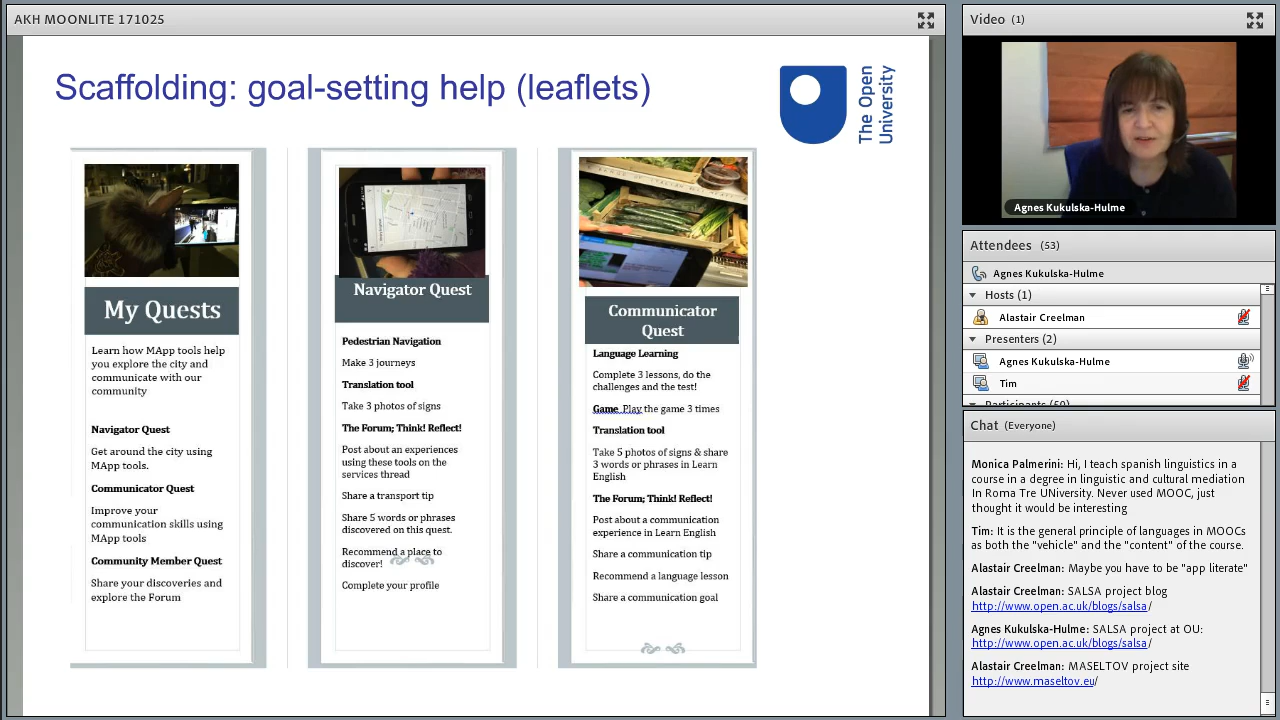 AKH MOONLITE 171025
Scaffolding: goal-setting help (leaflets)
The Open
University
My Quests
Learn how MApp tools help
you explore the city and
communicate with our
community
Navigator Quest
Get around the city using
MApp tools.
Communicator Quest
Improve your
communication skills using
MApp tools
Community Member Quest
Share your discoveries and
explore the Forum
Navigator Quest
Pedestrian Navigation
Make 3 journeys
Translation tool
Take 3 photos of signs
The Forum; Think! Reflect!
Post about an experiences
using these tools on the
services thread
Share a transport tip
Share 5 words or phrases
discovered on this quest.
Recommend a place to
discover!
Complete your profile
Communicator
Quest
Language Learning
Complete 3 lessons, do the
challenges and the test!
Game Play the game 3 times
Translation tool
Take 5 photos of signs & share
3 words or phrases in Learn
English
The Forum; Think! Reflect!
Post about a communication
experience in Learn English
Share a communication tip
Recommend a language lesson
Share a communication goal
Video (1)
Agnes Kukulska-Hulme
Attendees (53)
Agnes Kukulska-Hulme
Hosts (1)
Alastair Creelman
Presenters (2)
Agnes Kukulska-Hulme
Tim
Participants (50)
Chat (Everyone)
Monica Palmerini: Hi, I teach spanish linguistics in a
course in a degree in linguistic and cultural mediation
In Roma Tre UNiversity. Never used MOOC, just
thought it would be interesting
Tim: It is the general principle of languages in MOOCs
as both the "vehicle" and the "content" of the course.
Alastair Creelman: Maybe you have to be "app literate"
Alastair Creelman: SALSA project blog
http://www.open.ac.uk/blogs/salsa/
Agnes Kukulska-Hulme: SALSA project at OU:
http://www.open.ac.uk/blogs/salsa/
Alastair Creelman: MASELTOV project site
http://www.maseltov.eu/